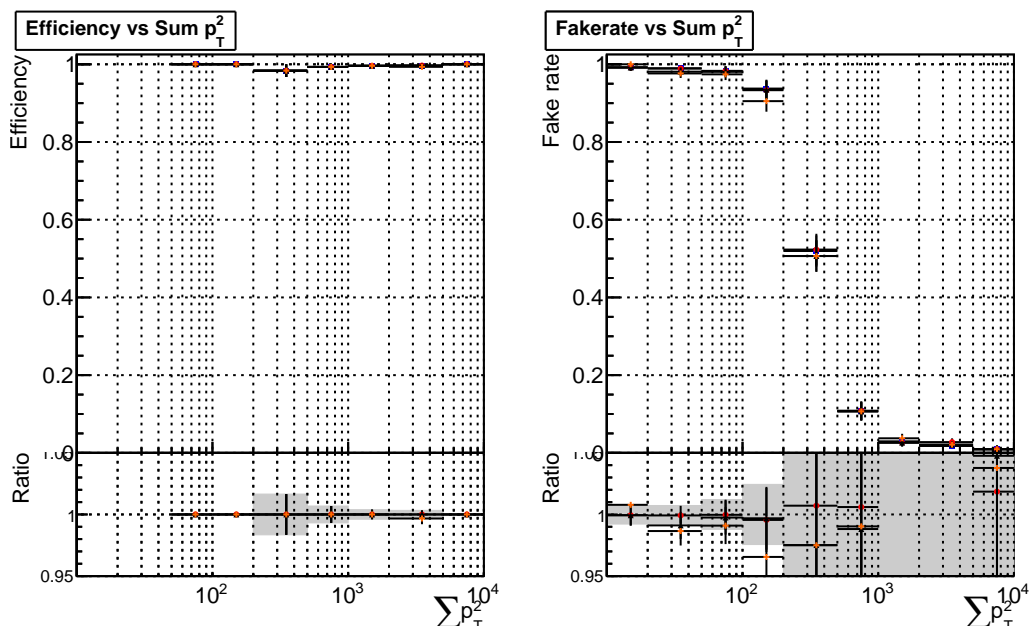 Efficiency vs Sum p_T^2
Efficiency
1
0.8
0.6
0.4
0.2
0
Ratio
1
0.95
10^2
10^3
10^4
∑p_T^2
Fakerate vs Sum p_T^2
Fake rate
1
0.8
0.6
0.4
0.2
0
Ratio
1
0.95
10^2
10^3
10^4
∑p_T^2